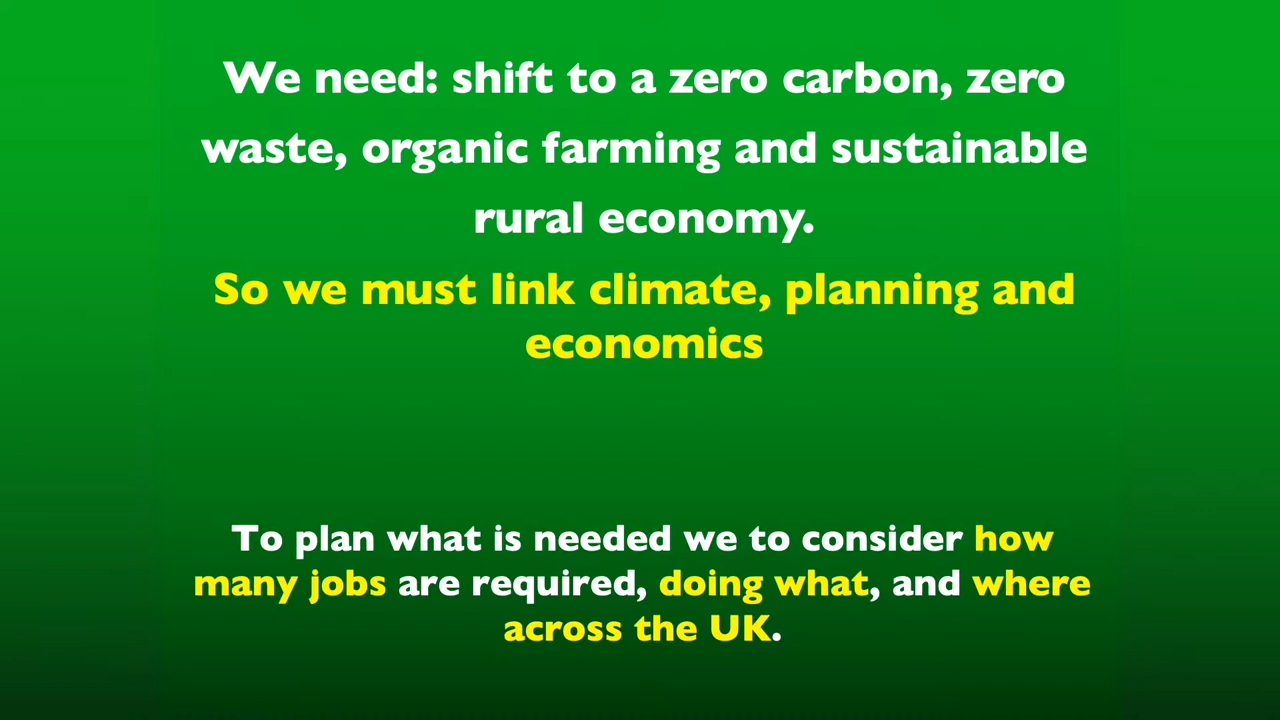 We need: shift to a zero carbon, zero
waste, organic farming and sustainable
rural economy.
So we must link climate, planning and
economics
To plan what is needed we to consider how
many jobs are required, doing what, and where
across the UK.